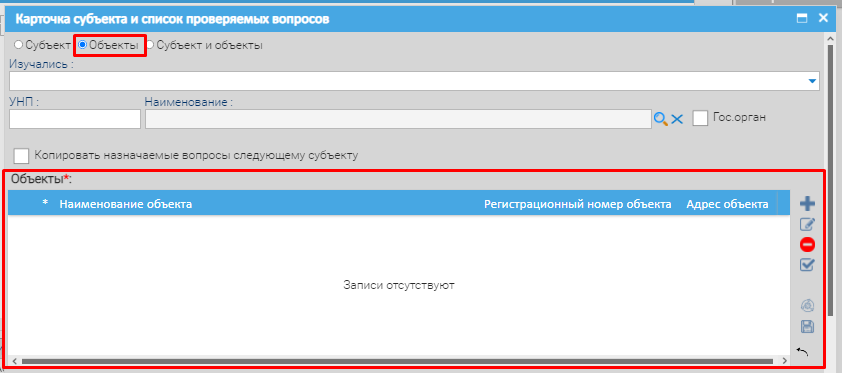 Карточка субъекта и список проверяемых вопросов
Субъект Объекты Субъект и объекты
Изучались :
УНП : Наименование :
Гос.орган
Копировать назначаемые вопросы следующему субъекту
Объекты*:
* Наименование объекта Регистрационный номер объекта Адрес объекта
Записи отсутствуют